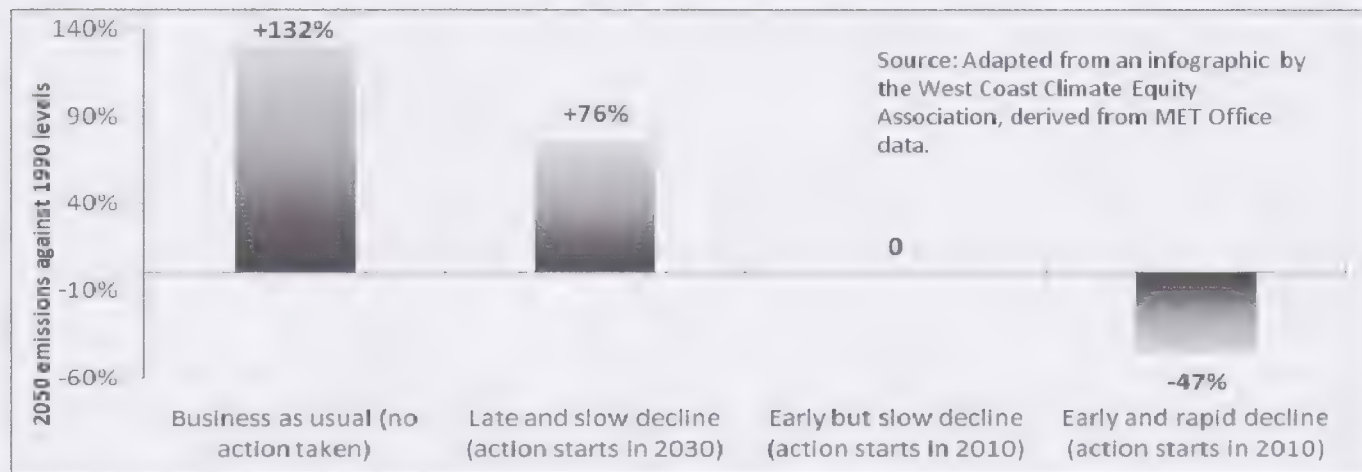 2050 emissions against 1990 levels
140%
90%
40%
-10%
-60%
+132%
+76%
0
-47%
Source: Adapted from an infographic by
the West Coast Climate Equity
Association, derived from MET Office
data.
Business as usual (no
action taken)
Late and slow decline
(action starts in 2030)
Early but slow decline
(action starts in 2010)
Early and rapid decline
(action starts in 2010)